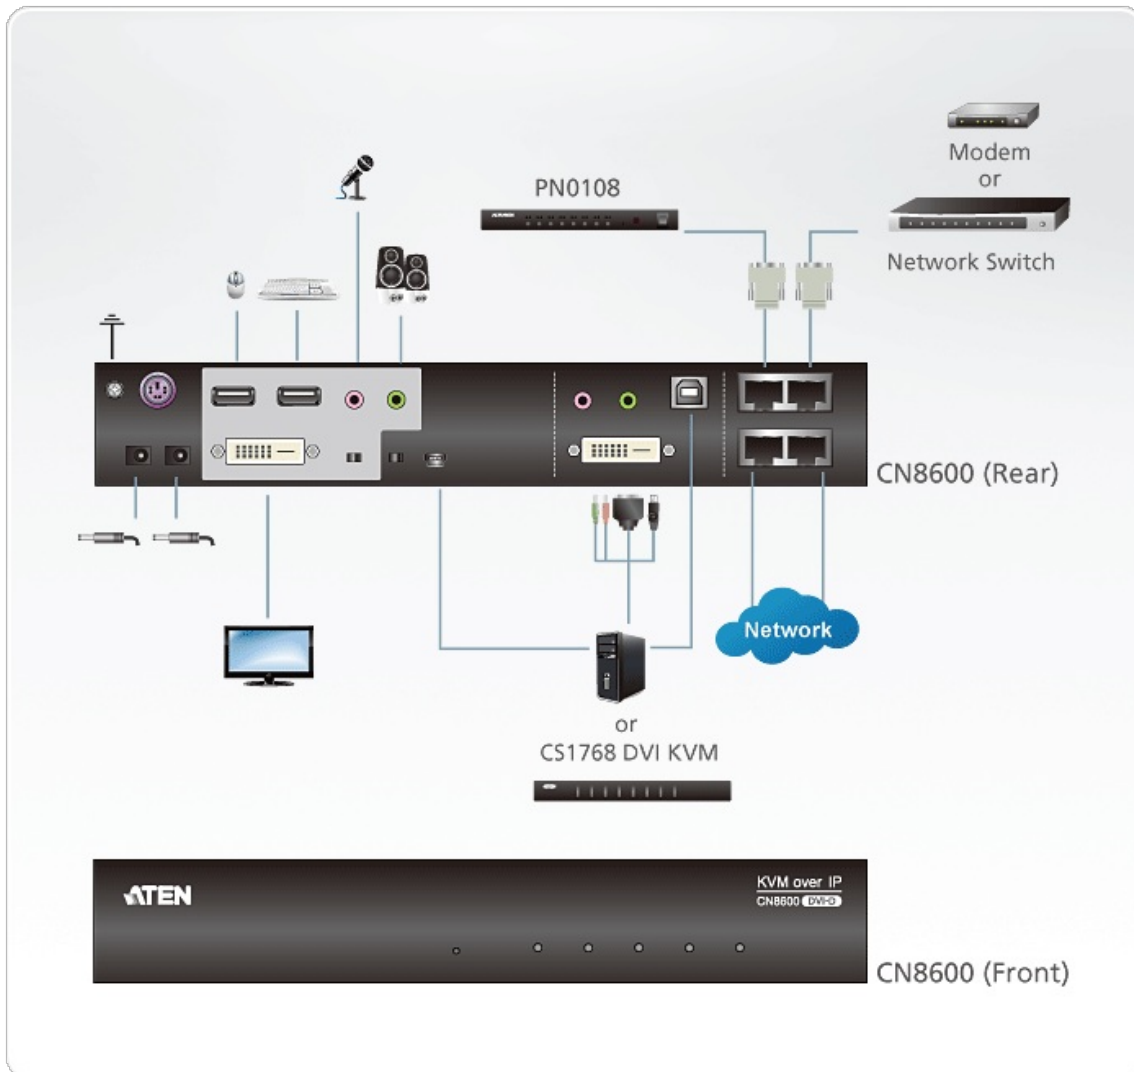 Modem
or
Network Switch
PN0108
CN8600 (Rear)
Network
or
CS1768 DVI KVM
ATEN
KVM over IP
CN8600 DVI-D
CN8600 (Front)